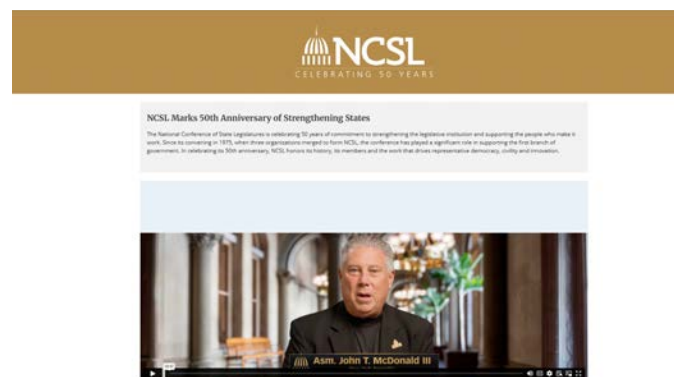 NCSL
CELEBRATING 50 YEARS
NCSL Marks 50th Anniversary of Strengthening States
The National Conference of State Legislatures is celebrating 50 years of commitment to strengthening the legislative institution and supporting the people who make it
work. Since its convening in 1975, when three organizations merged to form NCSL, the conference has played a significant role in supporting the first branch of
government. In celebrating its 50th anniversary, NCSL honors its history, its members and the work that drives representative democracy, civility and innovation.
Asm. John T. McDonald III